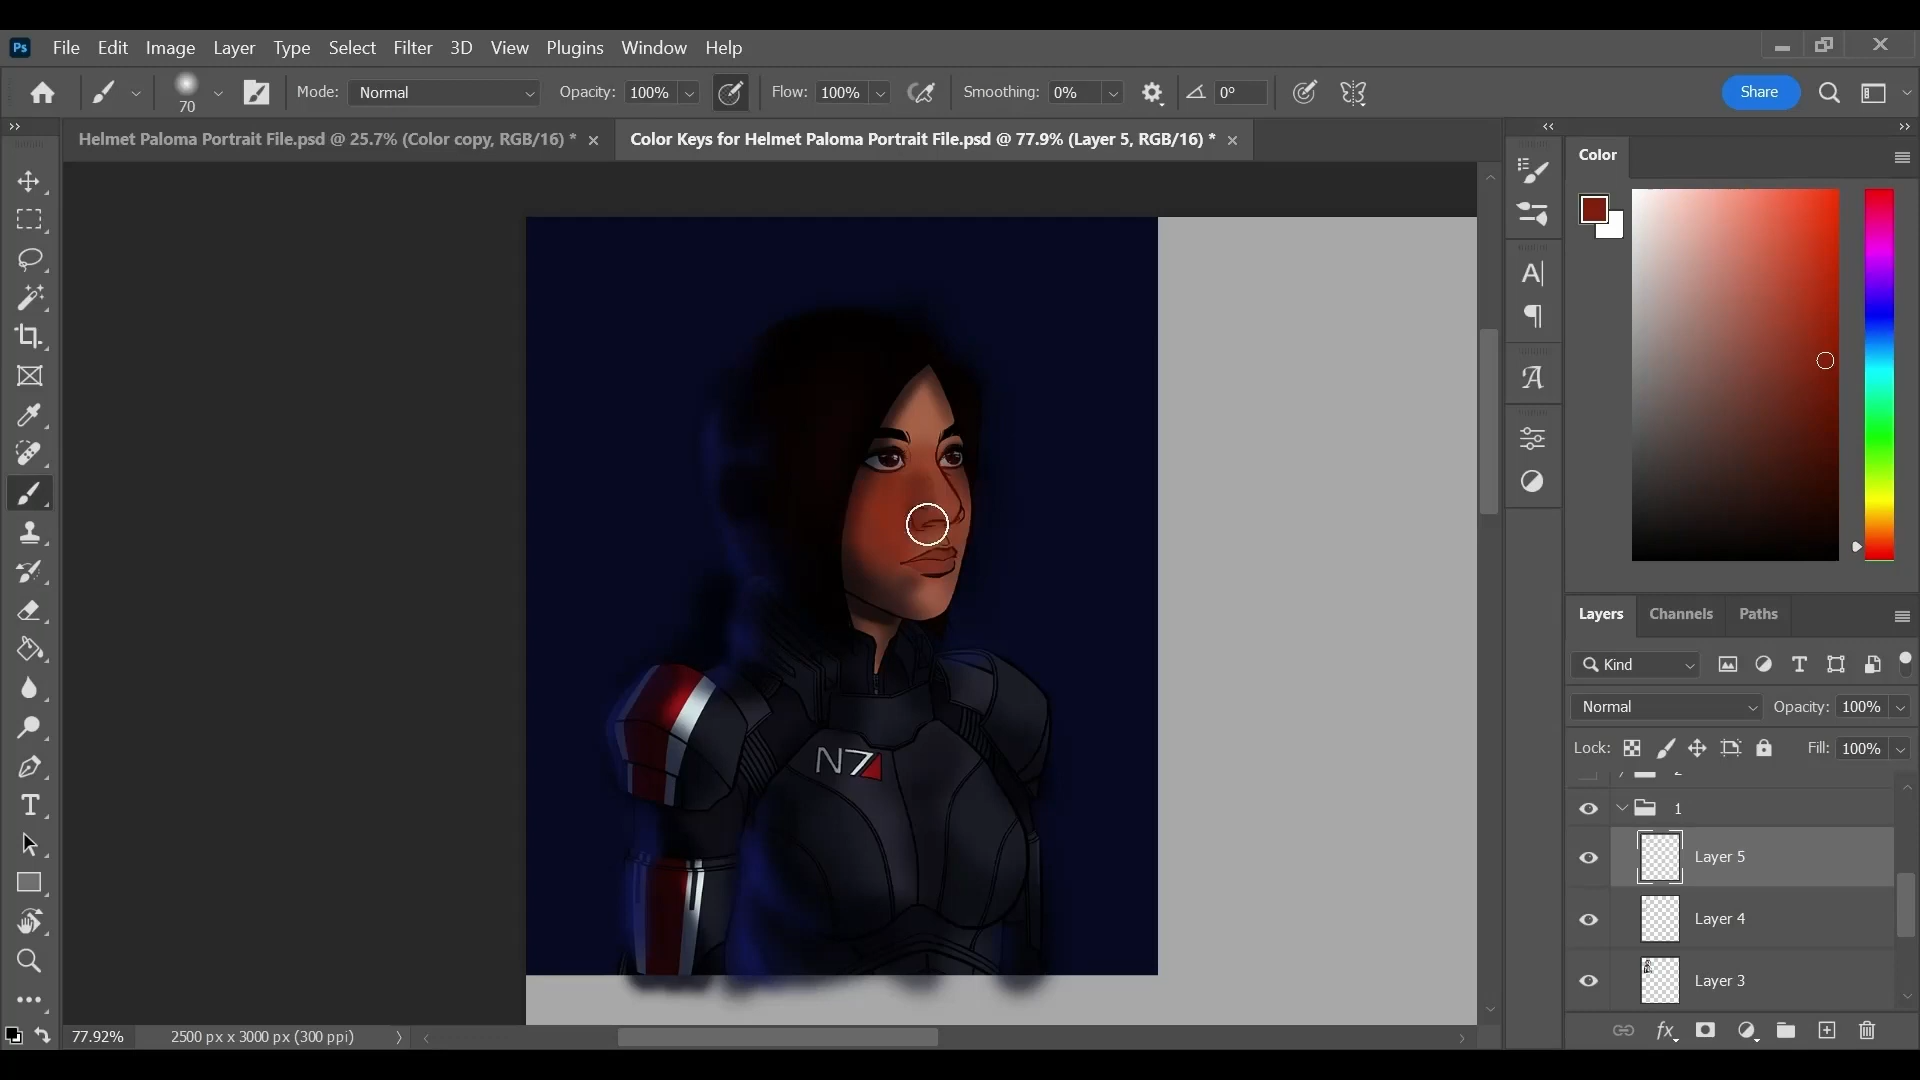 Ps File Edit Image Layer Type Select Filter 3D View Plugins Window Help
70 Mode: Normal Opacity: 100% Flow: 100% Smoothing: 0% 0° Share
Helmet Paloma Portrait File.psd @ 25.7% (Color copy, RGB/16) * Color Keys for Helmet Paloma Portrait File.psd @ 77.9% (Layer 5, RGB/16) *
Color
N7
Layers Channels Paths
Kind
Normal Opacity: 100%
Lock: Fill: 100%
1
Layer 5
Layer 4
Layer 3
fx
77.92% 2500 px x 3000 px (300 ppi)